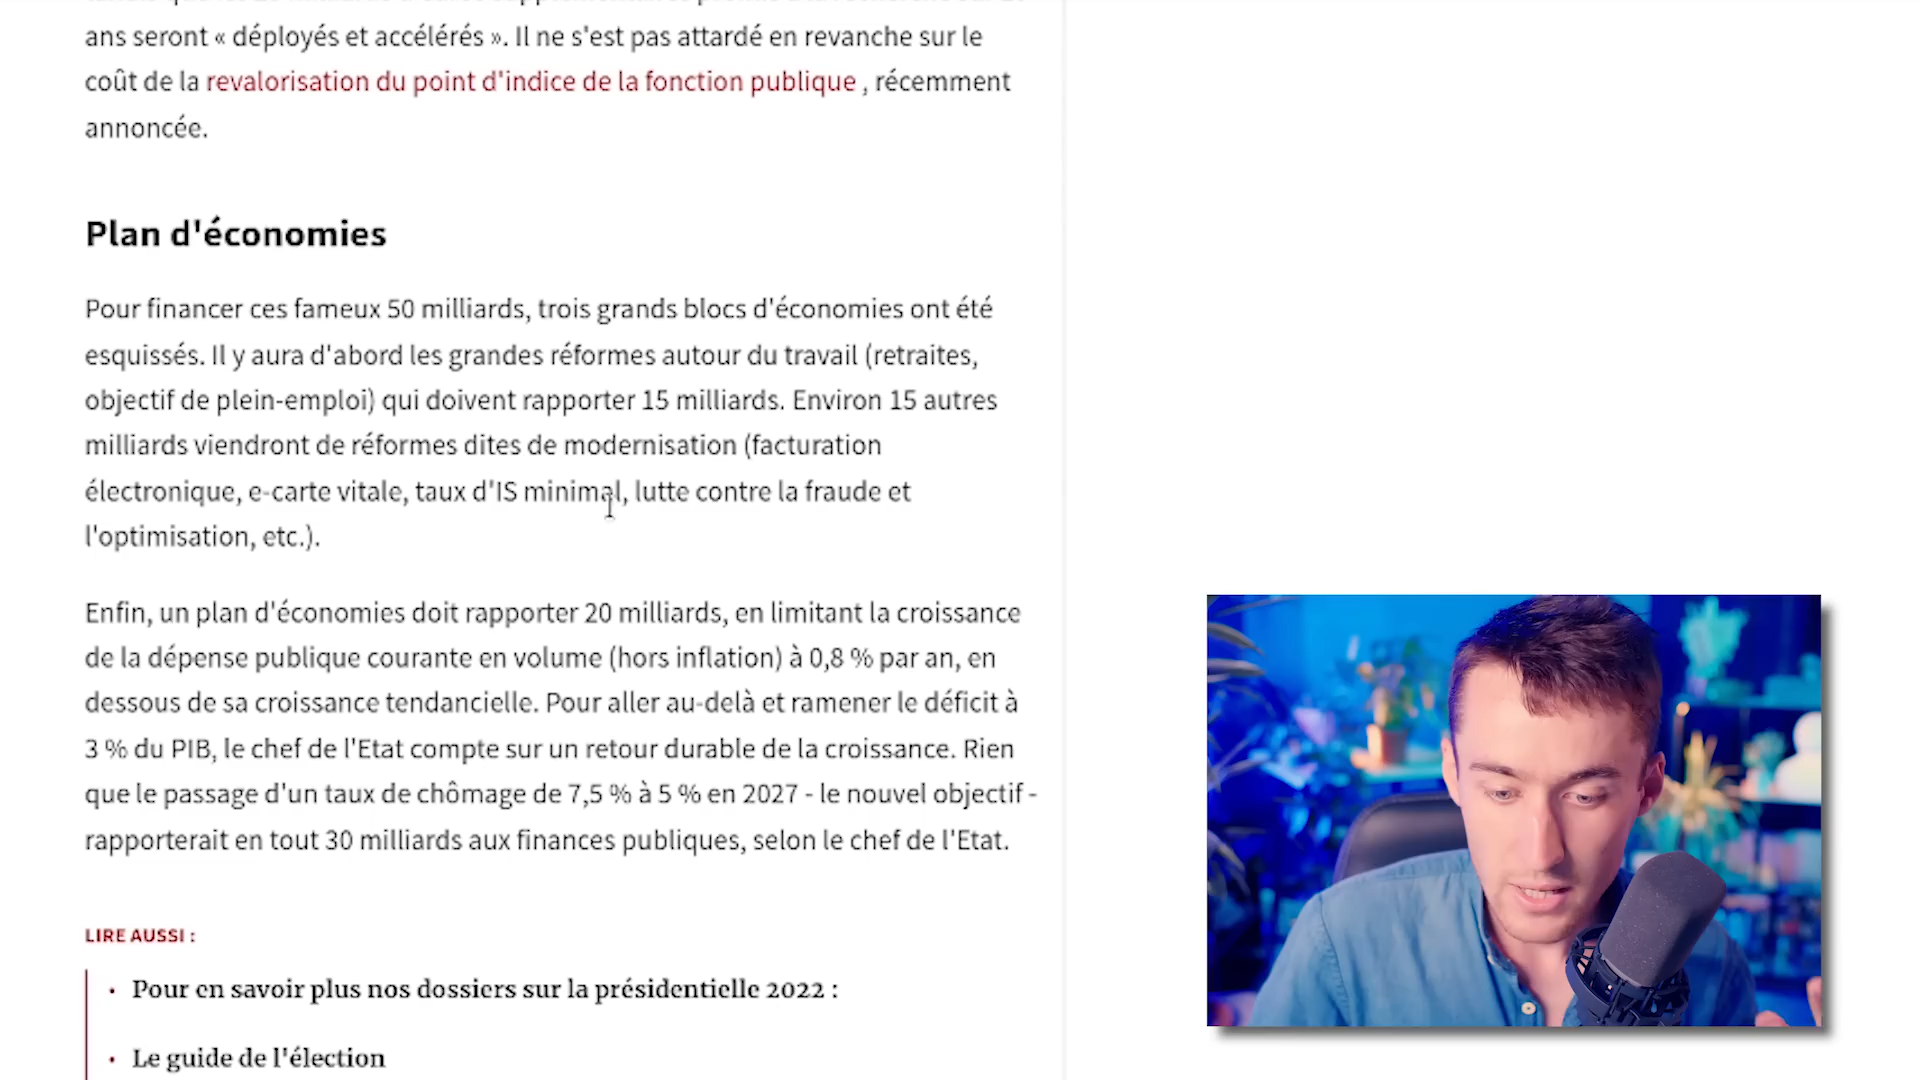 ans seront « déployés et accélérés ». Il ne s'est pas attardé en revanche sur le
coût de la revalorisation du point d'indice de la fonction publique , récemment
annoncée.
Plan d'économies
Pour financer ces fameux 50 milliards, trois grands blocs d'économies ont été
esquissés. Il y aura d'abord les grandes réformes autour du travail (retraites,
objectif de plein-emploi) qui doivent rapporter 15 milliards. Environ 15 autres
milliards viendront de réformes dites de modernisation (facturation
électronique, e-carte vitale, taux d'IS minimal, lutte contre la fraude et
l'optimisation, etc.).
Enfin, un plan d'économies doit rapporter 20 milliards, en limitant la croissance
de la dépense publique courante en volume (hors inflation) à 0,8 % par an, en
dessous de sa croissance tendancielle. Pour aller au-delà et ramener le déficit à
3 % du PIB, le chef de l'Etat compte sur un retour durable de la croissance. Rien
que le passage d'un taux de chômage de 7,5 % à 5 % en 2027 - le nouvel objectif -
rapporterait en tout 30 milliards aux finances publiques, selon le chef de l'Etat.
LIRE AUSSI :
• Pour en savoir plus nos dossiers sur la présidentielle 2022 :
• Le guide de l'élection